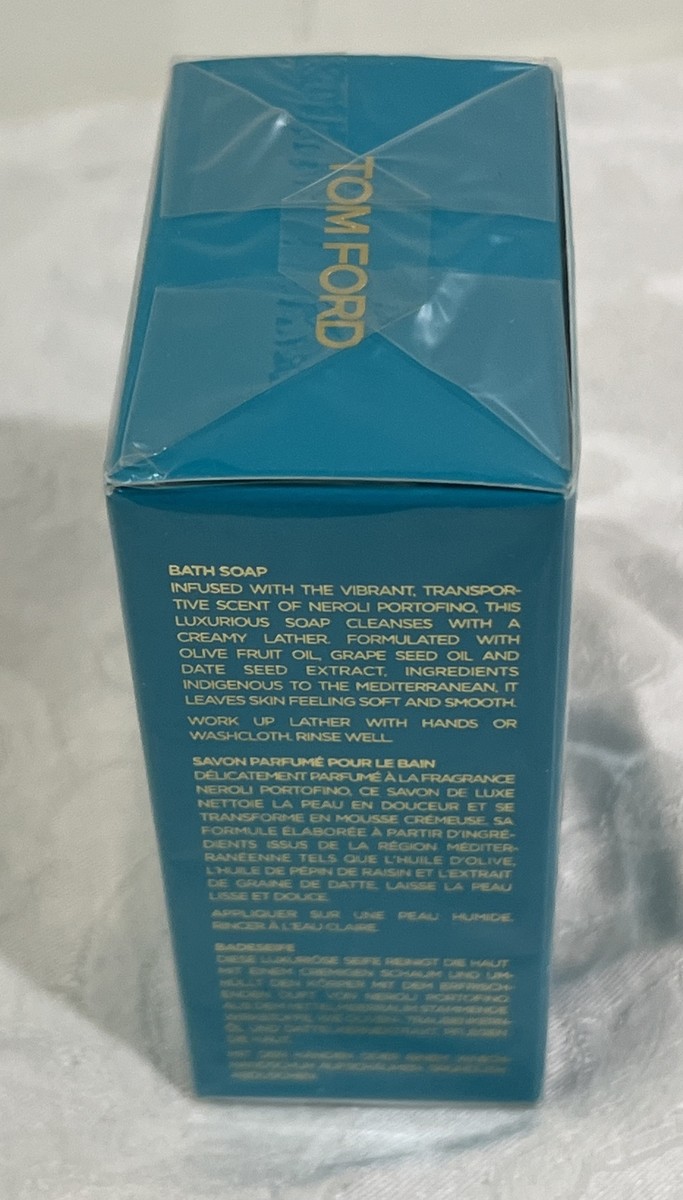 TOM FORD
BATH SOAP
INFUSED WITH THE VIBRANT, TRANSPOR-
TIVE SCENT OF NEROLI PORTOFINO, THIS
LUXURIOUS SOAP CLEANSES WITH A
CREAMY LATHER. FORMULATED WITH
OLIVE FRUIT OIL, GRAPE SEED OIL AND
DATE SEED EXTRACT, INGREDIENTS
INDIGENOUS TO THE MEDITERRANEAN, IT
LEAVES SKIN FEELING SOFT AND SMOOTH.
WORK UP LATHER WITH HANDS OR
WASHCLOTH. RINSE WELL.
SAVON PARFUMÉ POUR LE BAIN
DÉLICATEMENT PARFUMÉ À LA FRAGRANCE
NEROLI PORTOFINO, CE SAVON DE LUXE
NETTOIE LA PEAU EN DOUCEUR ET SE
TRANSFORME EN MOUSSE CRÉMEUSE. SA
FORMULE ÉLABORÉE À PARTIR D'INGRÉ-
DIENTS ISSUS DE LA RÉGION MÉDITER-
RANÉENNE TELS QUE L'HUILE D'OLIVE,
L'HUILE DE PÉPIN DE RAISIN ET L'EXTRAIT
DE GRAINE DE DATTE, LAISSE LA PEAU
LISSE ET DOUCE.
APPLIQUER SUR UNE PEAU HUMIDE.
RINCER À L'EAU CLAIRE.
BADESEIFE
DIESE LUXURIÖSE SEIFE REINIGT DIE HAUT
MIT EINEM CREMIGEN SCHAUM UND UM-
HÜLLT DEN KÖRPER MIT DEM ERFRISCH-
ENDEN DUFT VON NEROLI PORTOFINO